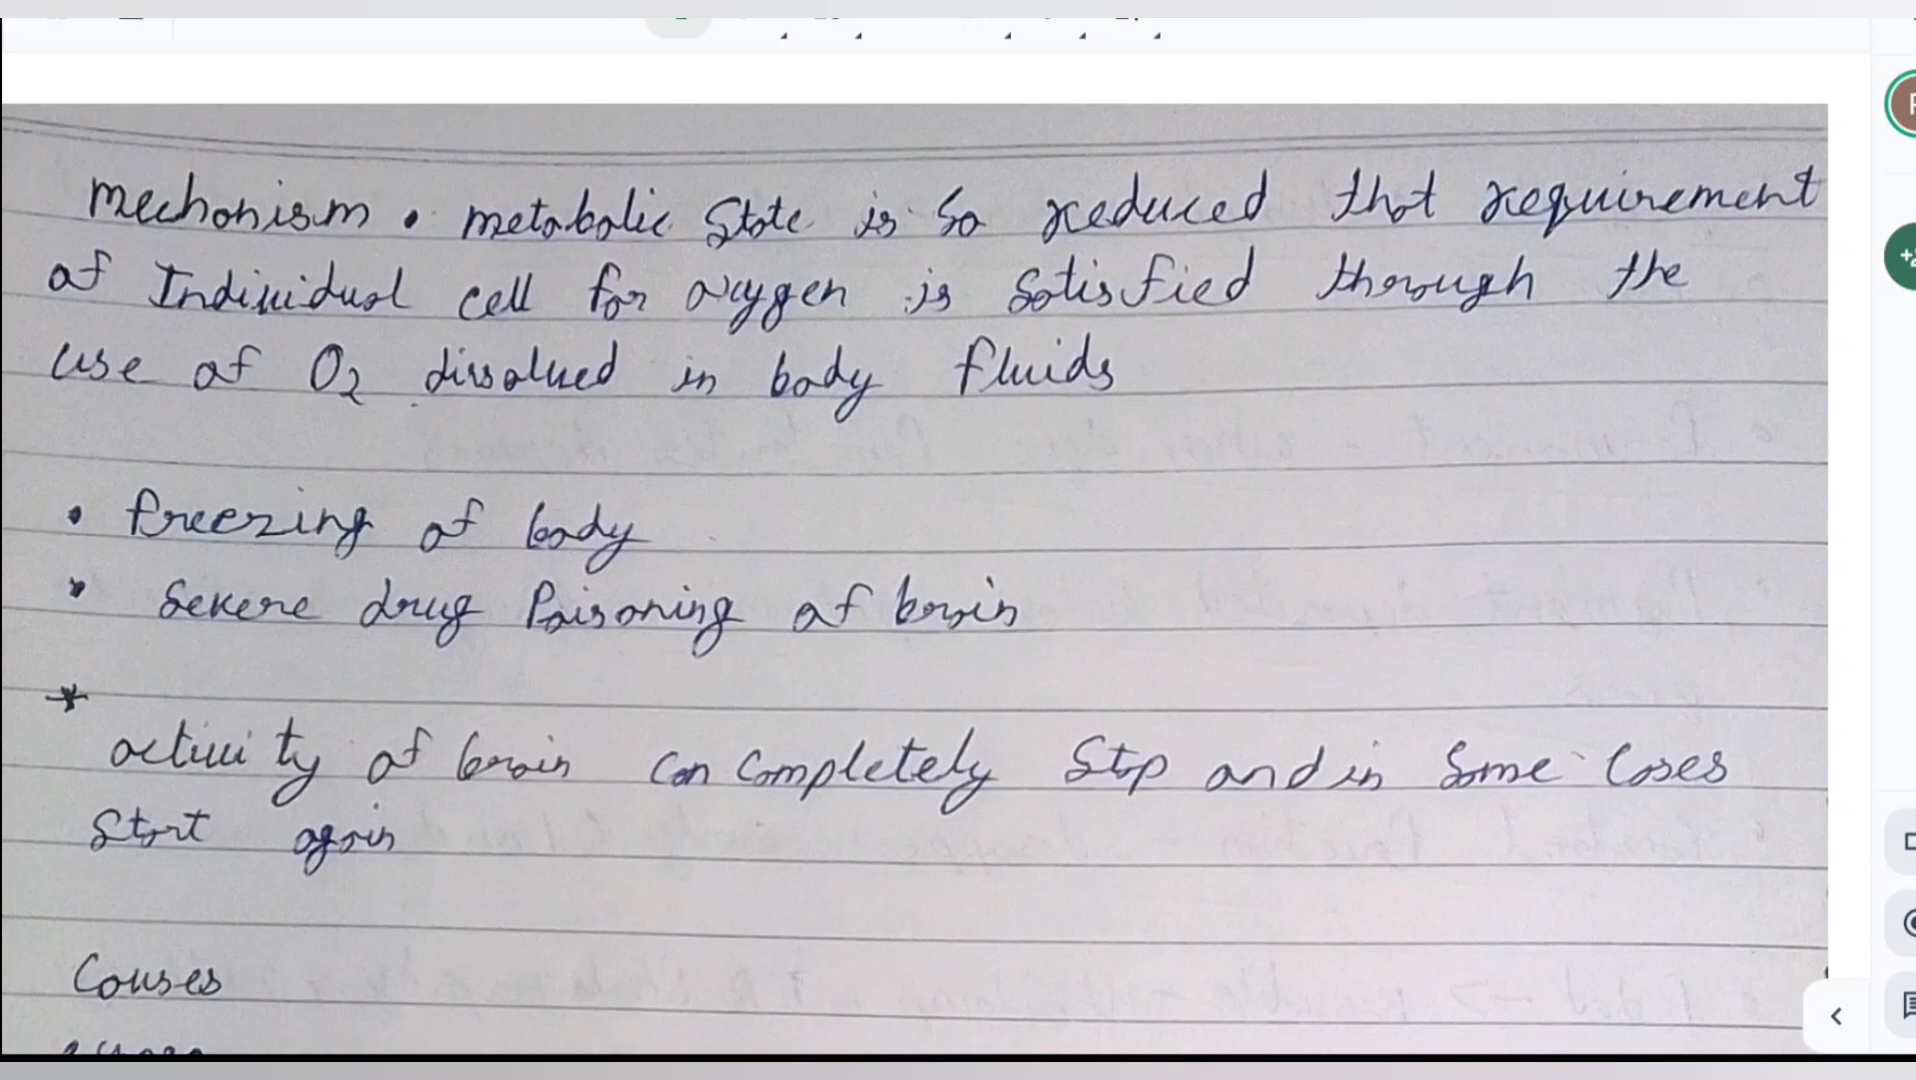 mechanism • metabolic State is so reduced that requirement
of Individual cell for oxygen is satisfied through the
use of O2 dissolved in body fluids
• freezing of body
• Severe drug Poisoning of brain
*
activity of brain can completely stop and in some cases
start again
Causes